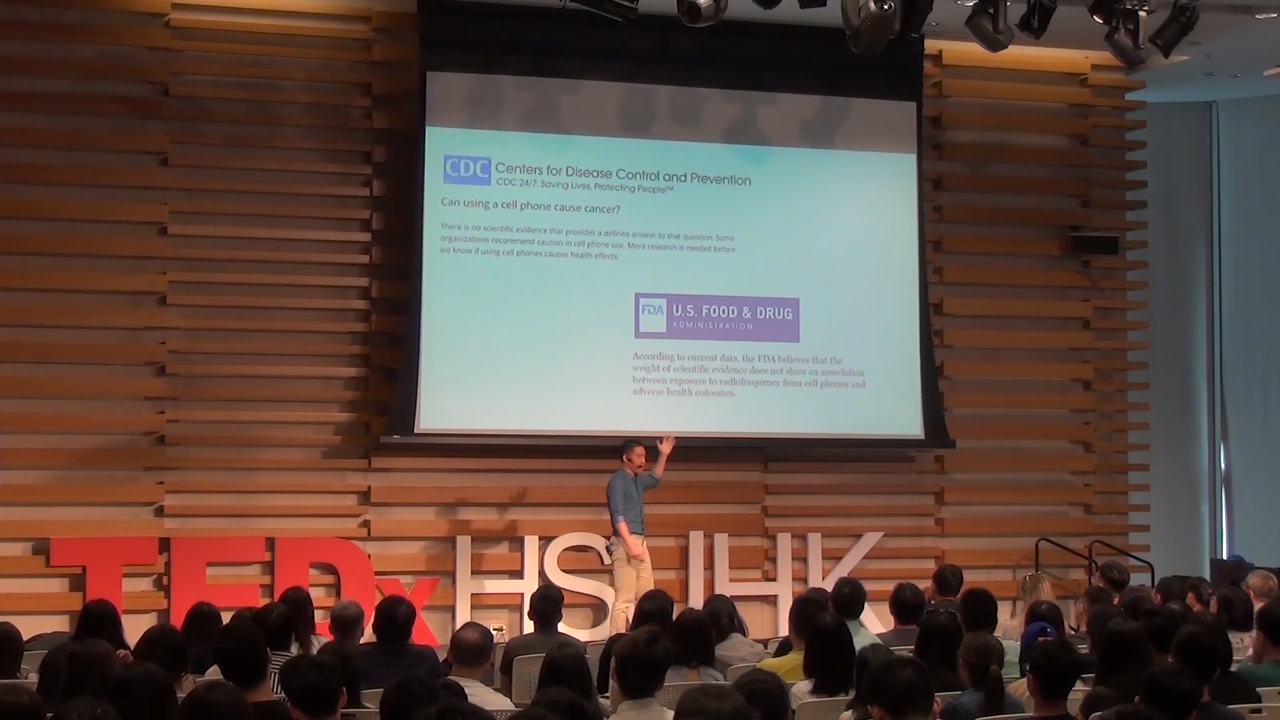 CDC Centers for Disease Control and Prevention
CDC 24/7: Saving Lives, Protecting People™
Can using a cell phone cause cancer?
There is no scientific evidence that provides a definite answer to that question. Some
organizations recommend caution in cell phone use. More research is needed before
we know if using cell phones causes health effects.
FDA U.S. FOOD & DRUG
ADMINISTRATION
According to current data, the FDA believes that the
weight of scientific evidence does not show an association
between exposure to radiofrequency from cell phones and
adverse health outcomes.
TEDx HS IHK